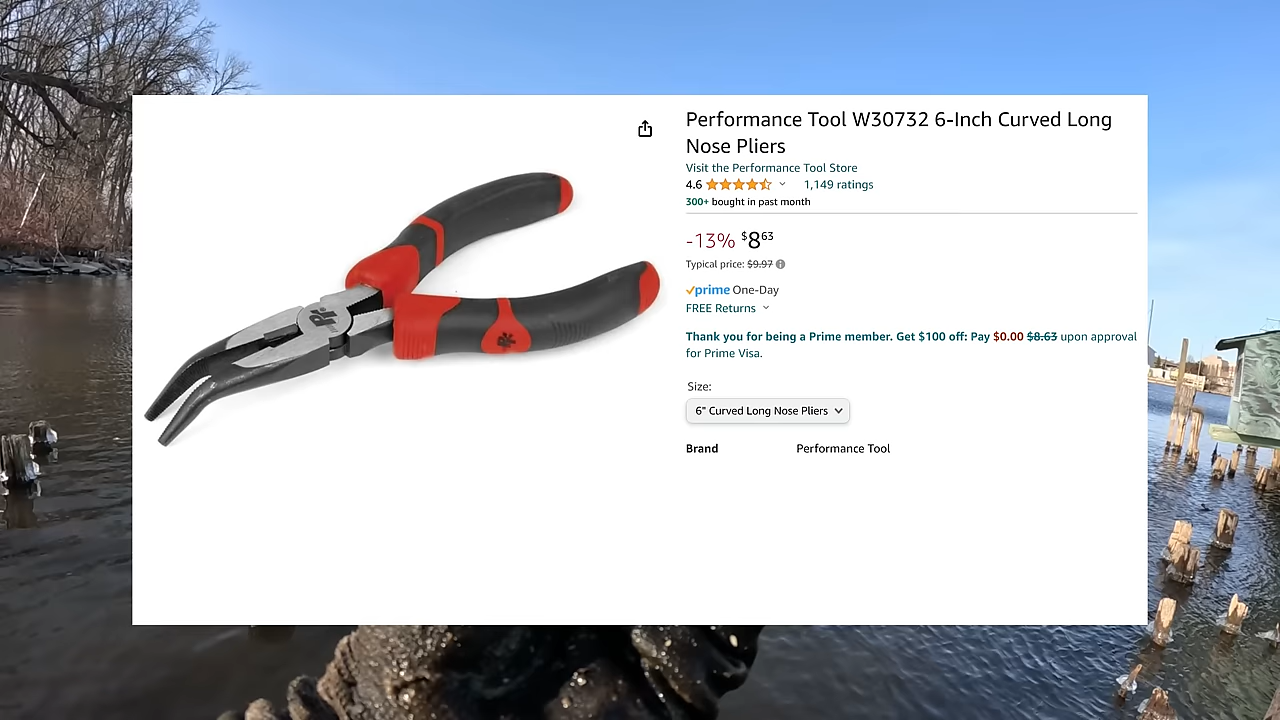 Performance Tool W30732 6-Inch Curved Long
Nose Pliers
Visit the Performance Tool Store
4.6 1,149 ratings
300+ bought in past month
-13% $8 63
Typical price: $9.97
prime One-Day
FREE Returns
Thank you for being a Prime member. Get $100 off: Pay $0.00 $8.63 upon approval
for Prime Visa.
Size:
6" Curved Long Nose Pliers
Brand Performance Tool